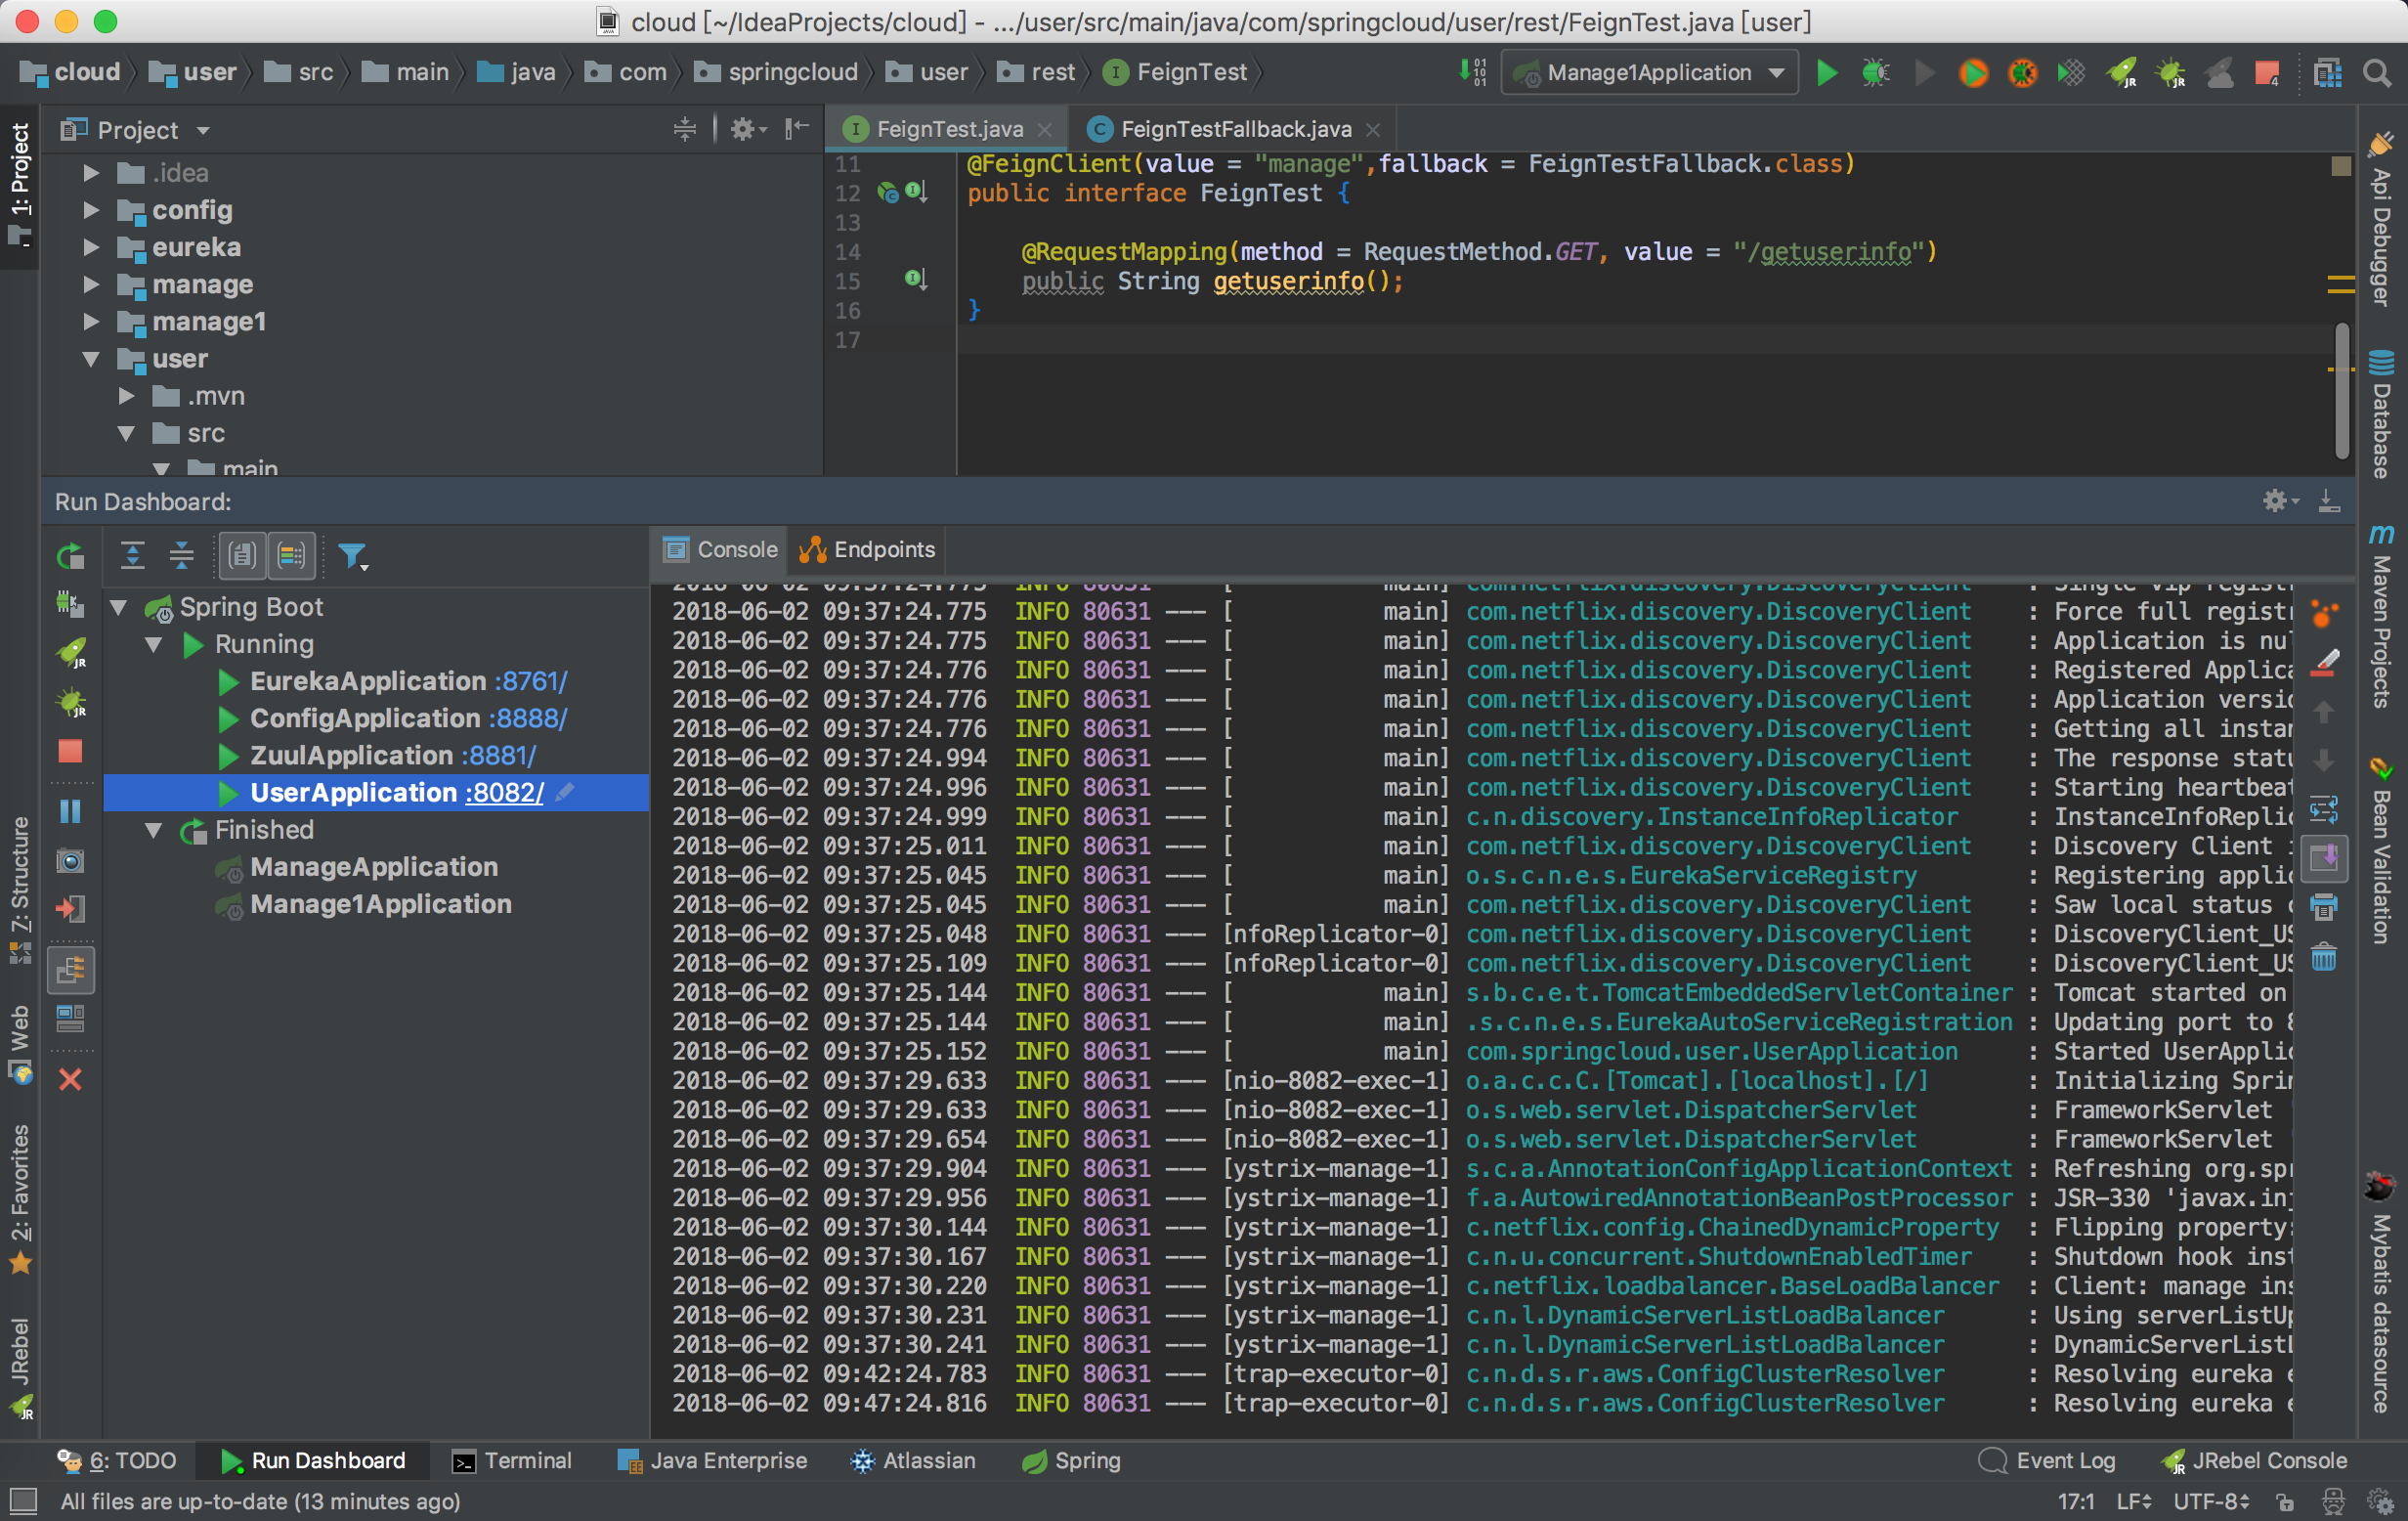 cloud [~/IdeaProjects/cloud] - .../user/src/main/java/com/springcloud/user/rest/FeignTest.java [user]
cloud user src main java com springcloud user rest FeignTest Manage1Application
1: Project
Project
FeignTest.java FeignTestFallback.java
.idea
config
eureka
manage
manage1
user
.mvn
src
main
11 @FeignClient(value = "manage",fallback = FeignTestFallback.class)
12 public interface FeignTest {
13
14 @RequestMapping(method = RequestMethod.GET, value = "/getuserinfo")
15 public String getuserinfo();
16 }
17
Api Debugger
Database
Maven Projects
Bean Validation
Mybatis datasource
Run Dashboard:
Console Endpoints
Spring Boot
Running
EurekaApplication :8761/
ConfigApplication :8888/
ZuulApplication :8881/
UserApplication :8082/
Finished
ManageApplication
Manage1Application
Z: Structure
Web
2: Favorites
JRebel
2018-06-02 09:37:24.775 INFO 80631 --- [ main] com.netflix.discovery.DiscoveryClient : Single vip regist
2018-06-02 09:37:24.775 INFO 80631 --- [ main] com.netflix.discovery.DiscoveryClient : Force full regist
2018-06-02 09:37:24.775 INFO 80631 --- [ main] com.netflix.discovery.DiscoveryClient : Application is nu
2018-06-02 09:37:24.776 INFO 80631 --- [ main] com.netflix.discovery.DiscoveryClient : Registered Applica
2018-06-02 09:37:24.776 INFO 80631 --- [ main] com.netflix.discovery.DiscoveryClient : Application versi
2018-06-02 09:37:24.776 INFO 80631 --- [ main] com.netflix.discovery.DiscoveryClient : Getting all instan
2018-06-02 09:37:24.994 INFO 80631 --- [ main] com.netflix.discovery.DiscoveryClient : The response statu
2018-06-02 09:37:24.996 INFO 80631 --- [ main] com.netflix.discovery.DiscoveryClient : Starting heartbeat
2018-06-02 09:37:24.999 INFO 80631 --- [ main] c.n.discovery.InstanceInfoReplicator : InstanceInfoRepli
2018-06-02 09:37:25.011 INFO 80631 --- [ main] com.netflix.discovery.DiscoveryClient : Discovery Client i
2018-06-02 09:37:25.045 INFO 80631 --- [ main] o.s.c.n.e.s.EurekaServiceRegistry : Registering applic
2018-06-02 09:37:25.045 INFO 80631 --- [ main] com.netflix.discovery.DiscoveryClient : Saw local status
2018-06-02 09:37:25.048 INFO 80631 --- [nfoReplicator-0] com.netflix.discovery.DiscoveryClient : DiscoveryClient_US
2018-06-02 09:37:25.109 INFO 80631 --- [nfoReplicator-0] com.netflix.discovery.DiscoveryClient : DiscoveryClient_US
2018-06-02 09:37:25.144 INFO 80631 --- [ main] s.b.c.e.t.TomcatEmbeddedServletContainer : Tomcat started on
2018-06-02 09:37:25.144 INFO 80631 --- [ main] .s.c.n.e.s.EurekaAutoServiceRegistration : Updating port to 8
2018-06-02 09:37:25.152 INFO 80631 --- [ main] com.springcloud.user.UserApplication : Started UserApplic
2018-06-02 09:37:29.633 INFO 80631 --- [nio-8082-exec-1] o.a.c.c.C.[Tomcat].[localhost].[/] : Initializing Sprin
2018-06-02 09:37:29.633 INFO 80631 --- [nio-8082-exec-1] o.s.web.servlet.DispatcherServlet : FrameworkServlet
2018-06-02 09:37:29.654 INFO 80631 --- [nio-8082-exec-1] o.s.web.servlet.DispatcherServlet : FrameworkServlet
2018-06-02 09:37:29.904 INFO 80631 --- [ystrix-manage-1] s.c.a.AnnotationConfigApplicationContext : Refreshing org.spr
2018-06-02 09:37:29.956 INFO 80631 --- [ystrix-manage-1] f.a.AutowiredAnnotationBeanPostProcessor : JSR-330 'javax.inj
2018-06-02 09:37:30.144 INFO 80631 --- [ystrix-manage-1] c.netflix.config.ChainedDynamicProperty : Flipping property:
2018-06-02 09:37:30.167 INFO 80631 --- [ystrix-manage-1] c.n.u.concurrent.ShutdownEnabledTimer : Shutdown hook inst
2018-06-02 09:37:30.220 INFO 80631 --- [ystrix-manage-1] c.netflix.loadbalancer.BaseLoadBalancer : Client: manage ins
2018-06-02 09:37:30.231 INFO 80631 --- [ystrix-manage-1] c.n.l.DynamicServerListLoadBalancer : Using serverListUp
2018-06-02 09:37:30.241 INFO 80631 --- [ystrix-manage-1] c.n.l.DynamicServerListLoadBalancer : DynamicServerListL
2018-06-02 09:42:24.783 INFO 80631 --- [trap-executor-0] c.n.d.s.r.aws.ConfigClusterResolver : Resolving eureka e
2018-06-02 09:47:24.816 INFO 80631 --- [trap-executor-0] c.n.d.s.r.aws.ConfigClusterResolver : Resolving eureka e
6: TODO Run Dashboard Terminal Java Enterprise Atlassian Spring Event Log JRebel Console
All files are up-to-date (13 minutes ago) 17:1 LF UTF-8